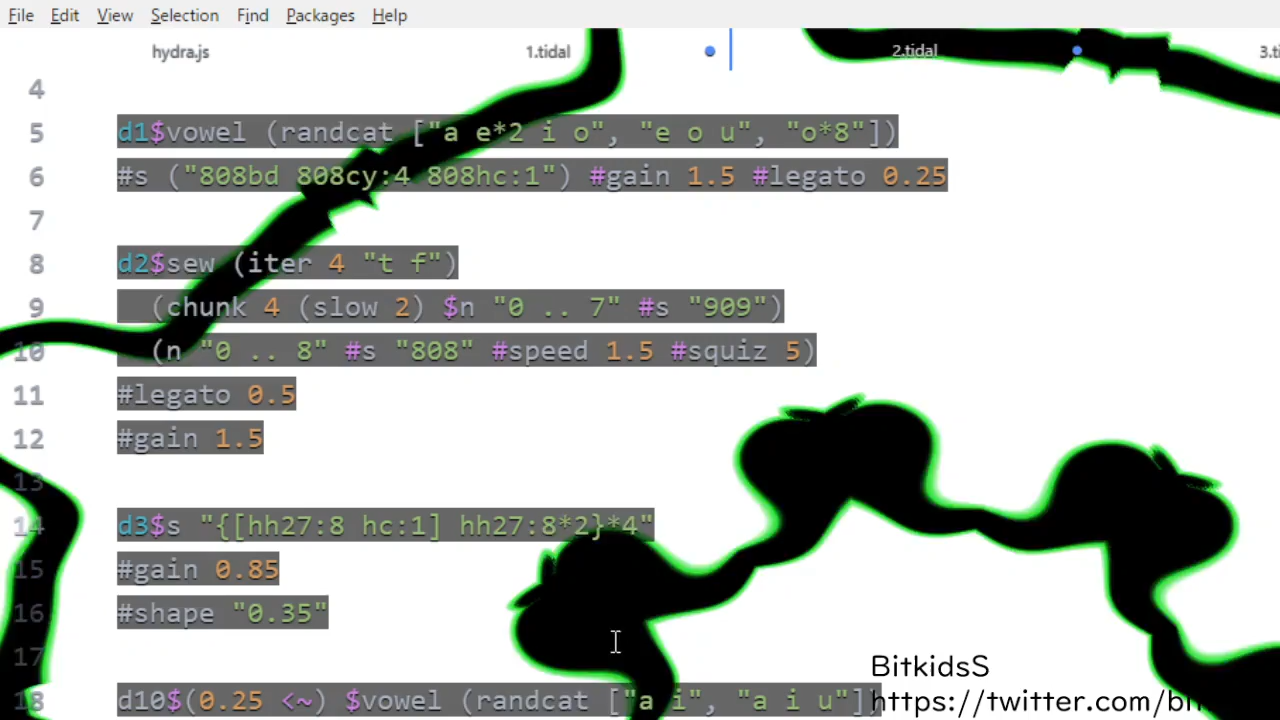 File Edit View Selection Find Packages Help
hydra.js 1.tidal 2.tidal
4
5 d1$vowel (randcat ["a e*2 i o", "e o u", "o*8"])
6 #s ("808bd 808cy:4 808hc:1") #gain 1.5 #legato 0.25
7
8 d2$sew (iter 4 "t f")
9 (chunk 4 (slow 2) $n "0 .. 7" #s "909")
10 (n "0 .. 8" #s "808" #speed 1.5 #squiz 5)
11 #legato 0.5
12 #gain 1.5
13
14 d3$s "{[hh27:8 hc:1] hh27:8*2}*4"
15 #gain 0.85
16 #shape "0.35"
17
BitkidsS
18 d10$(0.25 <~) $vowel (randcat ["a i", "a i u"])